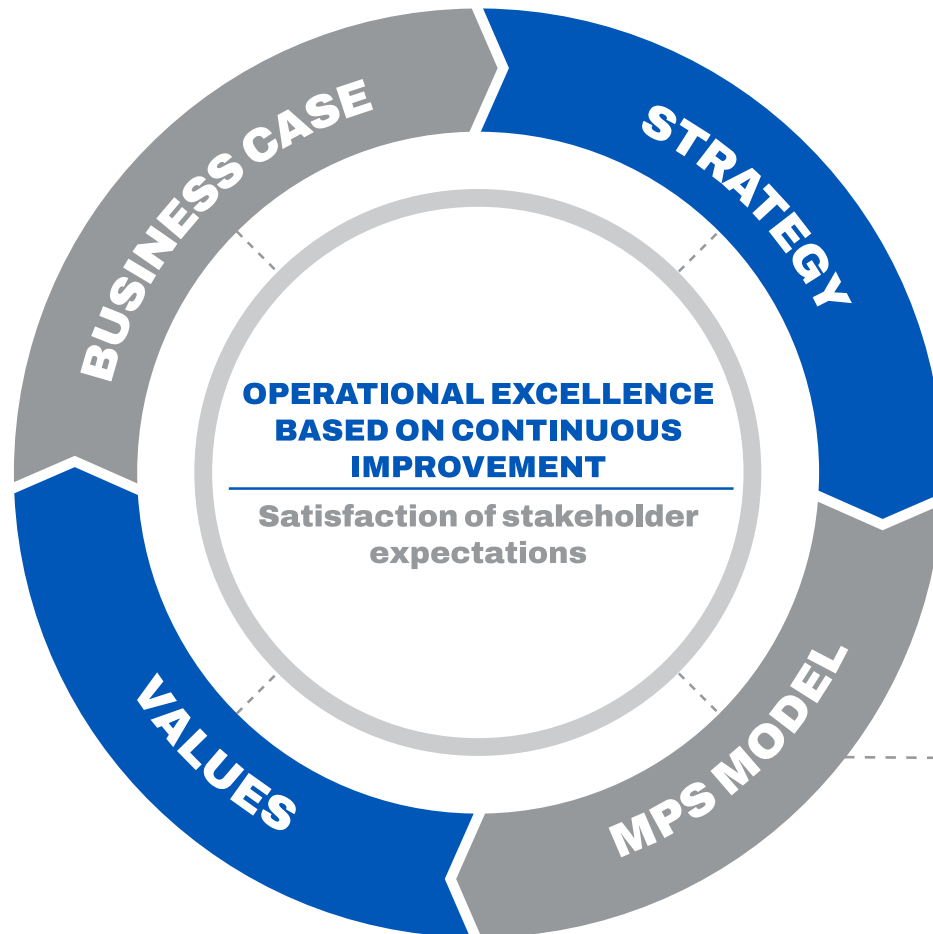 BUSINESS CASE
STRATEGY
OPERATIONAL EXCELLENCE
BASED ON CONTINUOUS
IMPROVEMENT
Satisfaction of stakeholder
expectations
VALUES
MPS MODEL